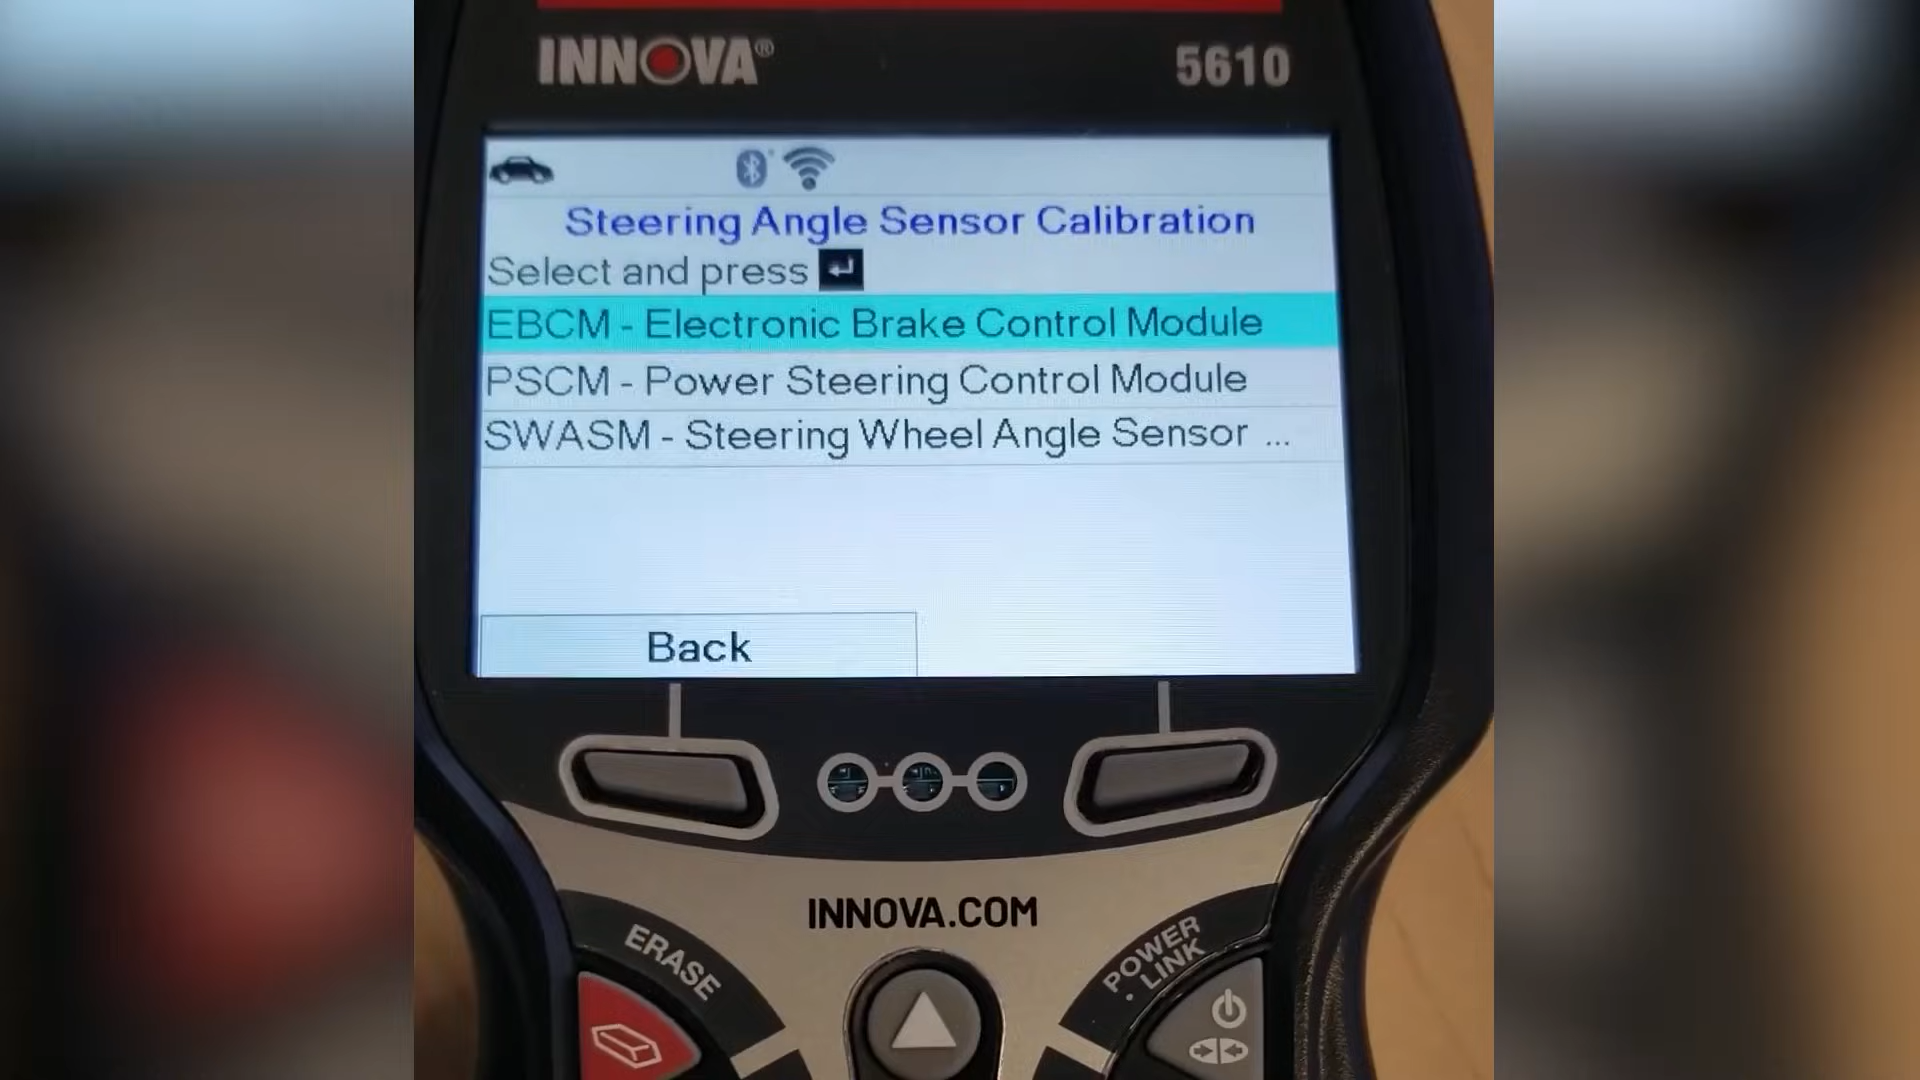 INNOVA® 5610
Steering Angle Sensor Calibration
Select and press
EBCM - Electronic Brake Control Module
PSCM - Power Steering Control Module
SWASM - Steering Wheel Angle Sensor ...
Back
INNOVA.COM
ERASE
POWER
• LINK